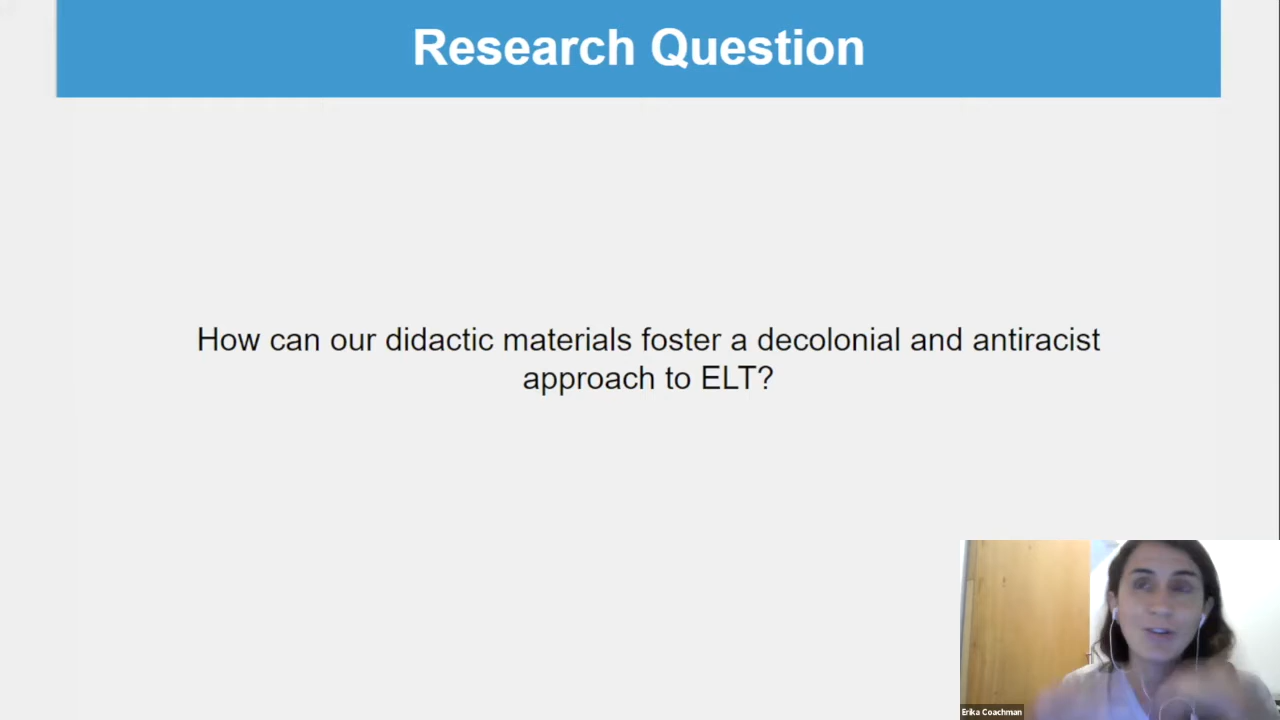 Research Question
How can our didactic materials foster a decolonial and antiracist
approach to ELT?
Erika Coachman